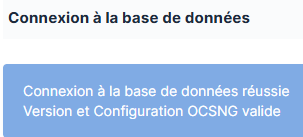 Connexion à la base de données
Connexion à la base de données réussie
Version et Configuration OCSNG valide